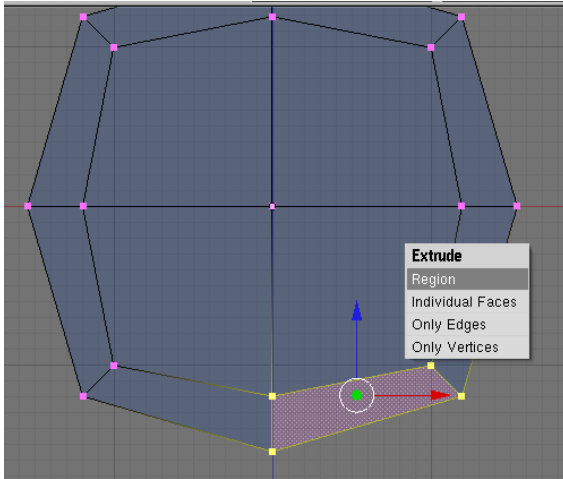 Extrude
Region
Individual Faces
Only Edges
Only Vertices